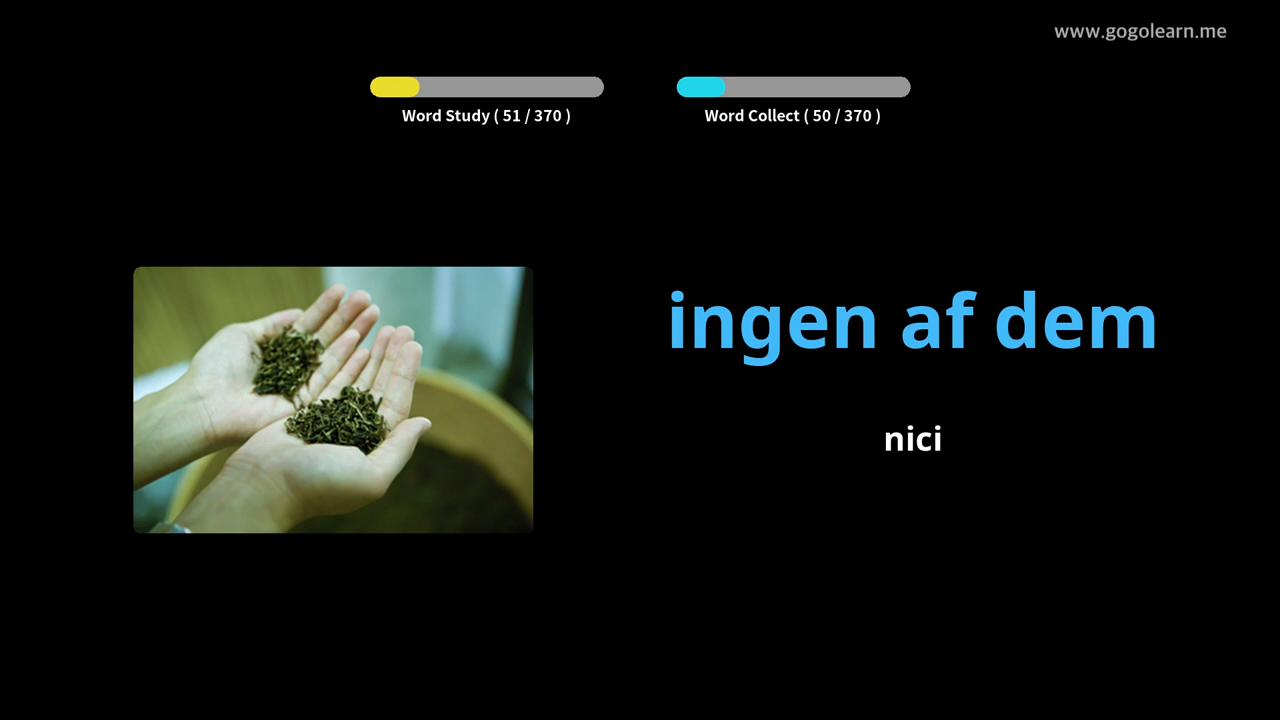 www.gogolearn.me
Word Study ( 51 / 370 )
Word Collect ( 50 / 370 )
ingen af dem
nici